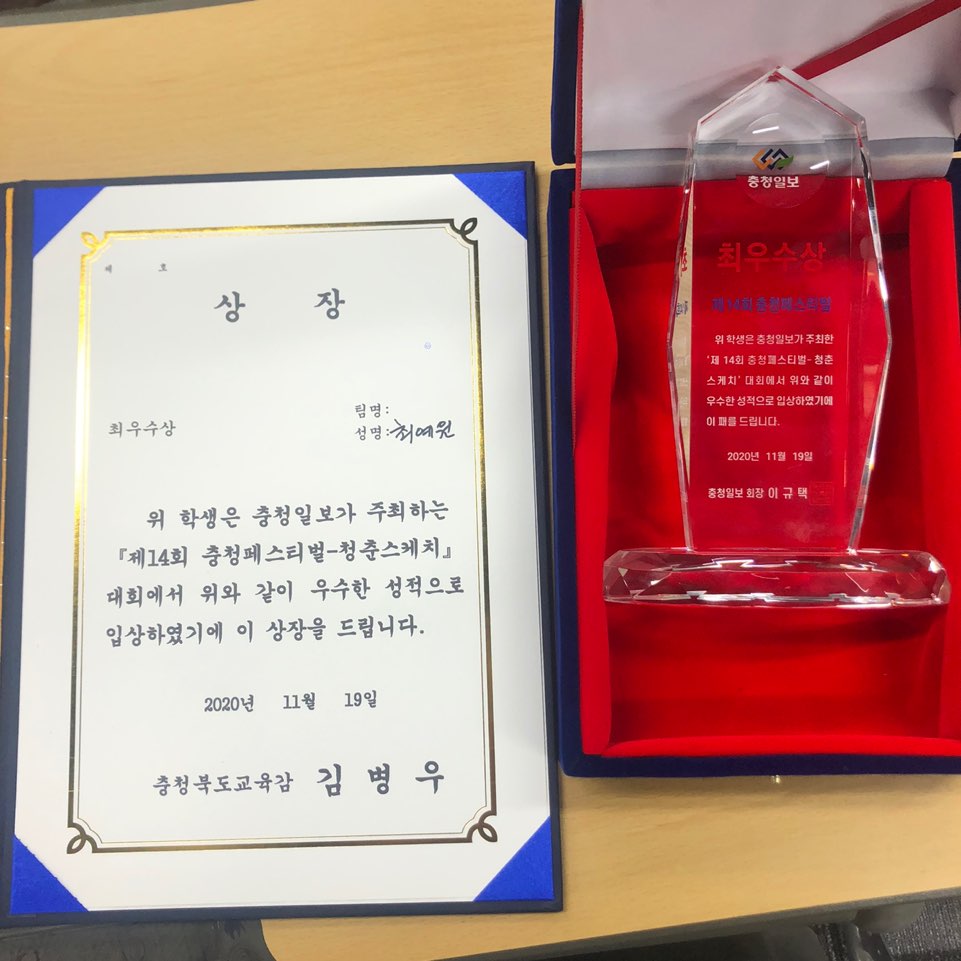 제 호
상 장
최우수상
팀명:
성명:최예원
위 학생은 충청일보가 주최하는
『제14회 충청페스티벌-청춘스케치』
대회에서 위와 같이 우수한 성적으로
입상하였기에 이 상장을 드립니다.
2020년 11월 19일
충청북도교육감 김병우
충청일보
최우수상
제14회 충청페스티벌
위 학생은 충청일보가 주최한
'제 14회 충청페스티벌- 청춘
스케치' 대회에서 위와 같이
우수한 성적으로 입상하였기에
이 패를 드립니다.
2020년 11월 19일
충청일보 회장 이규택